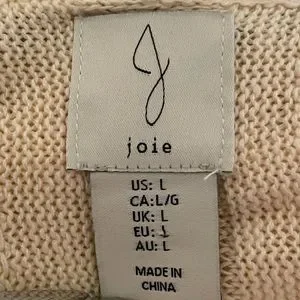 J
joie
US: L
CA:L/G
UK: L
EU: L
AU: L
MADE IN
CHINA